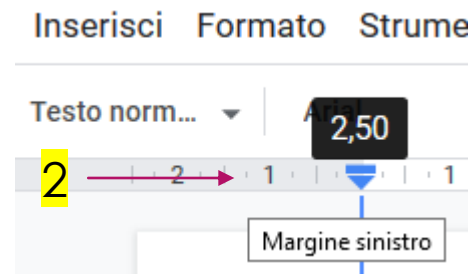 Inserisci Formato Strume
Testo norm... Arial
2,50
2 2 1 1
Margine sinistro